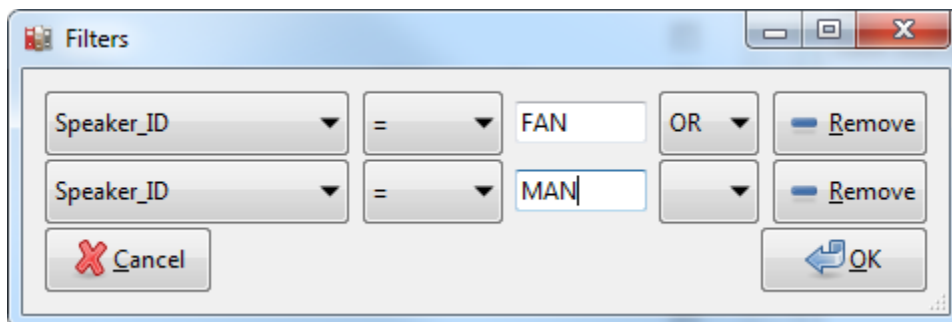 Filters
Speaker_ID = FAN OR Remove
Speaker_ID = MAN Remove
Cancel OK